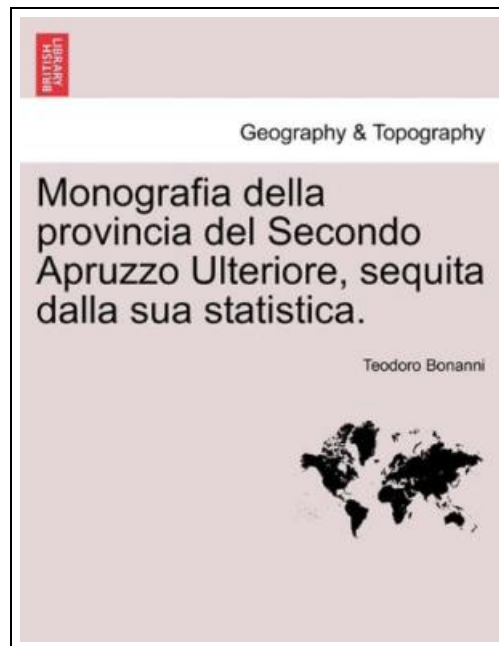 BRITISH
LIBRARY
Geography & Topography
Monografia della
provincia del Secondo
Apruzzo Ulteriore, sequita
dalla sua statistica.
Teodoro Bonanni